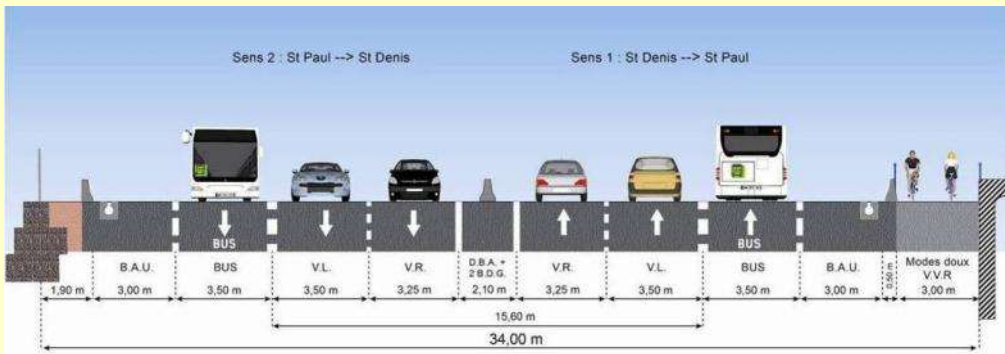 Sens 2 : St Paul --> St Denis
Sens 1 : St Denis --> St Paul
BUS
BUS
B.A.U.
BUS
V.L.
V.R.
D.B.A. +
2 B.D.G.
V.R.
V.L.
BUS
B.A.U.
0,50 m
Modes doux
V.V.R
1,90 m
3,00 m
3,50 m
3,50 m
3,25 m
2,10 m
3,25 m
3,50 m
3,50 m
3,00 m
3,00 m
15,60 m
34,00 m